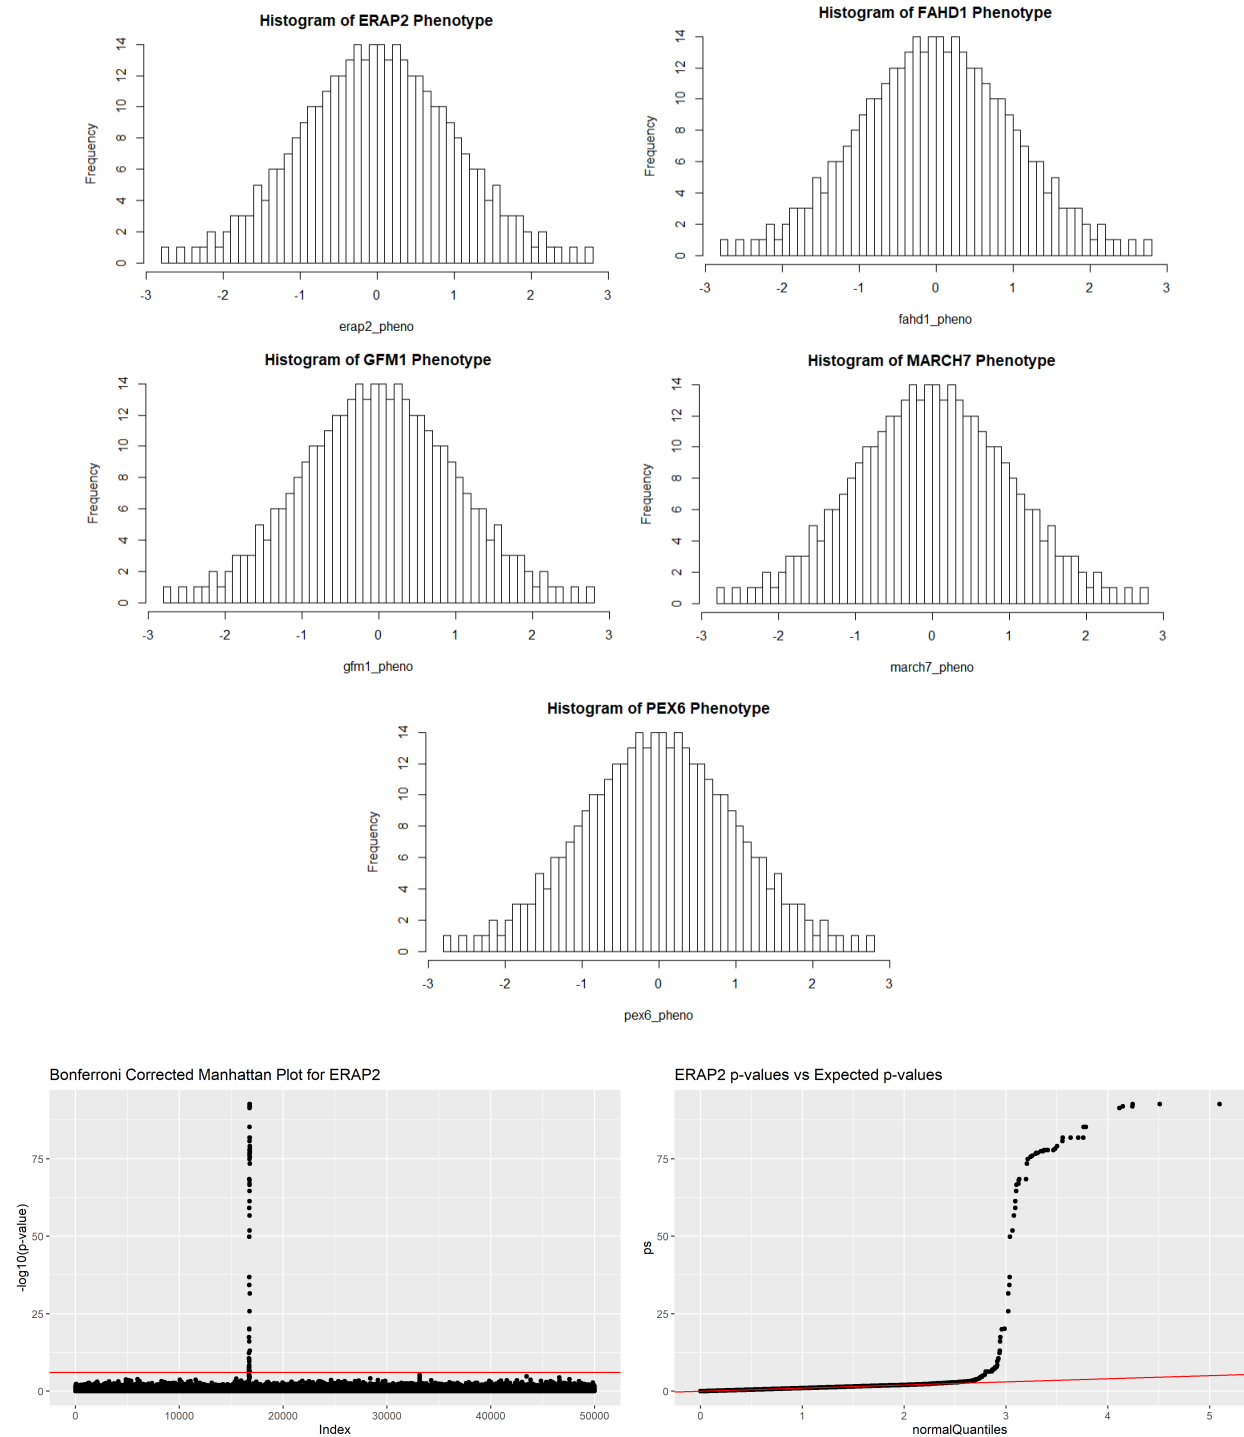 Histogram of ERAP2 Phenotype
Frequency
0 2 4 6 8 10 12 14
-3 -2 -1 0 1 2 3
erap2_pheno
Histogram of FAHD1 Phenotype
Frequency
0 2 4 6 8 10 12 14
-3 -2 -1 0 1 2 3
fahd1_pheno
Histogram of GFM1 Phenotype
Frequency
0 2 4 6 8 10 12 14
-3 -2 -1 0 1 2 3
gfm1_pheno
Histogram of MARCH7 Phenotype
Frequency
0 2 4 6 8 10 12 14
-3 -2 -1 0 1 2 3
march7_pheno
Histogram of PEX6 Phenotype
Frequency
0 2 4 6 8 10 12 14
-3 -2 -1 0 1 2 3
pex6_pheno
Bonferroni Corrected Manhattan Plot for ERAP2
-log10(p-value)
75
50
25
0
0 10000 20000 30000 40000 50000
Index
ERAP2 p-values vs Expected p-values
ps
75
50
25
0
0 1 2 3 4 5
normalQuantiles